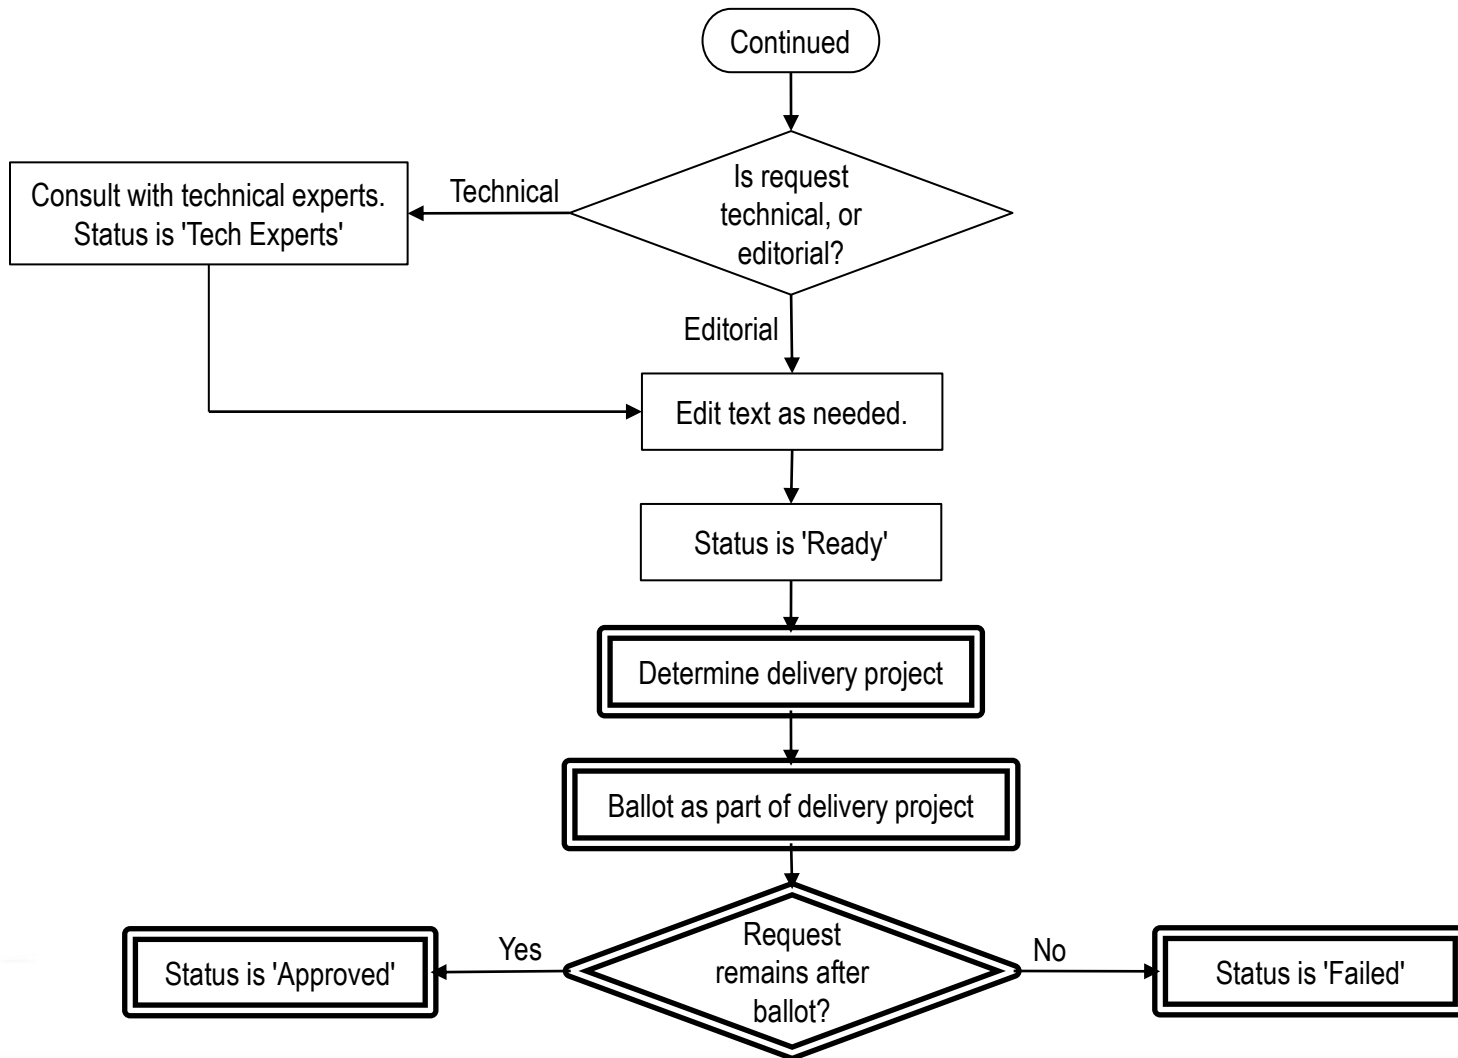 Continued
Is request
technical, or
editorial?
Technical
Consult with technical experts.
Status is 'Tech Experts'
Editorial
Edit text as needed.
Status is 'Ready'
Determine delivery project
Ballot as part of delivery project
Request
remains after
ballot?
Yes
Status is 'Approved'
No
Status is 'Failed'